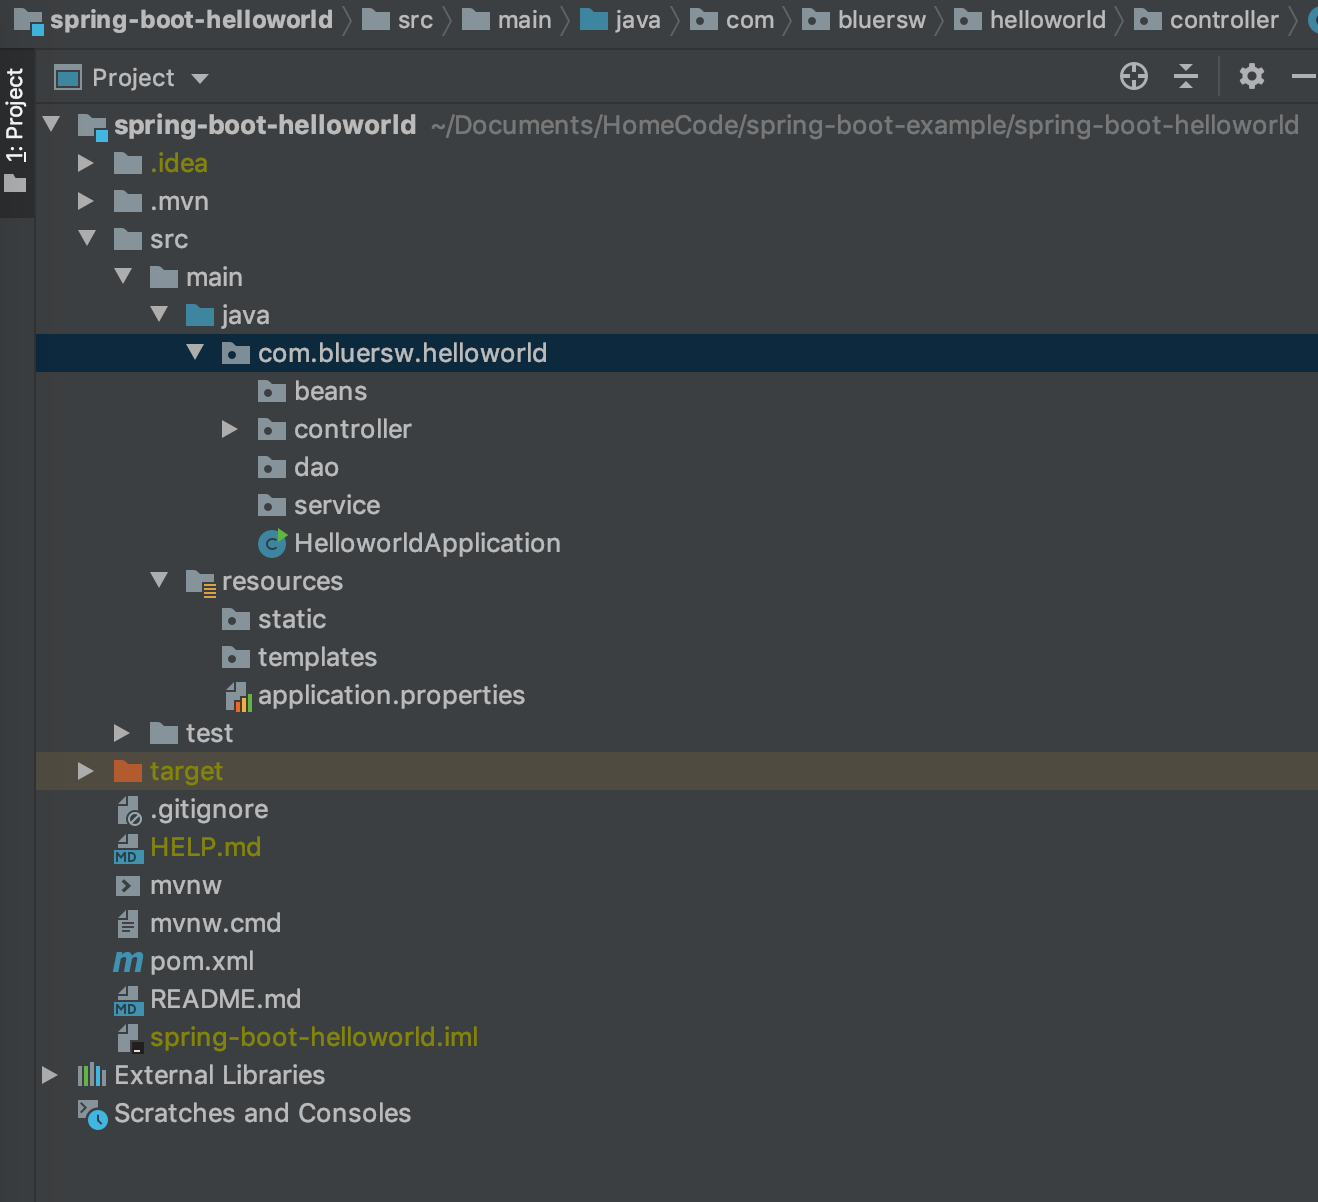 spring-boot-helloworld src main java com bluersw helloworld controller
1: Project
Project
spring-boot-helloworld ~/Documents/HomeCode/spring-boot-example/spring-boot-helloworld
.idea
.mvn
src
main
java
com.bluersw.helloworld
beans
controller
dao
service
C HelloworldApplication
resources
static
templates
application.properties
test
target
.gitignore
MD HELP.md
mvnw
mvnw.cmd
m pom.xml
MD README.md
spring-boot-helloworld.iml
External Libraries
Scratches and Consoles